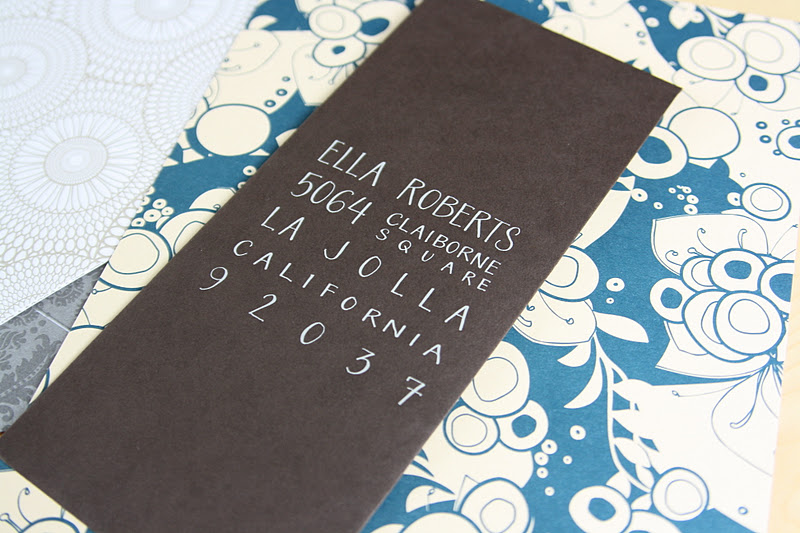 ELLA ROBERTS
5064 CLAIBORNE
SQUARE
LA JOLLA
CALIFORNIA
92037